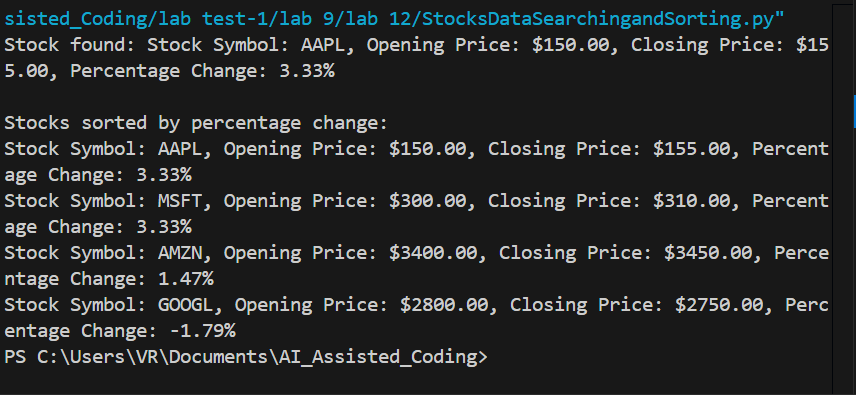 sisted_Coding/lab test-1/lab 9/lab 12/StocksDataSearchingandSorting.py"
Stock found: Stock Symbol: AAPL, Opening Price: $150.00, Closing Price: $15
5.00, Percentage Change: 3.33%

Stocks sorted by percentage change:
Stock Symbol: AAPL, Opening Price: $150.00, Closing Price: $155.00, Percent
age Change: 3.33%
Stock Symbol: MSFT, Opening Price: $300.00, Closing Price: $310.00, Percent
age Change: 3.33%
Stock Symbol: AMZN, Opening Price: $3400.00, Closing Price: $3450.00, Perce
ntage Change: 1.47%
Stock Symbol: GOOGL, Opening Price: $2800.00, Closing Price: $2750.00, Perc
entage Change: -1.79%
PS C:\Users\VR\Documents\AI_Assisted_Coding>